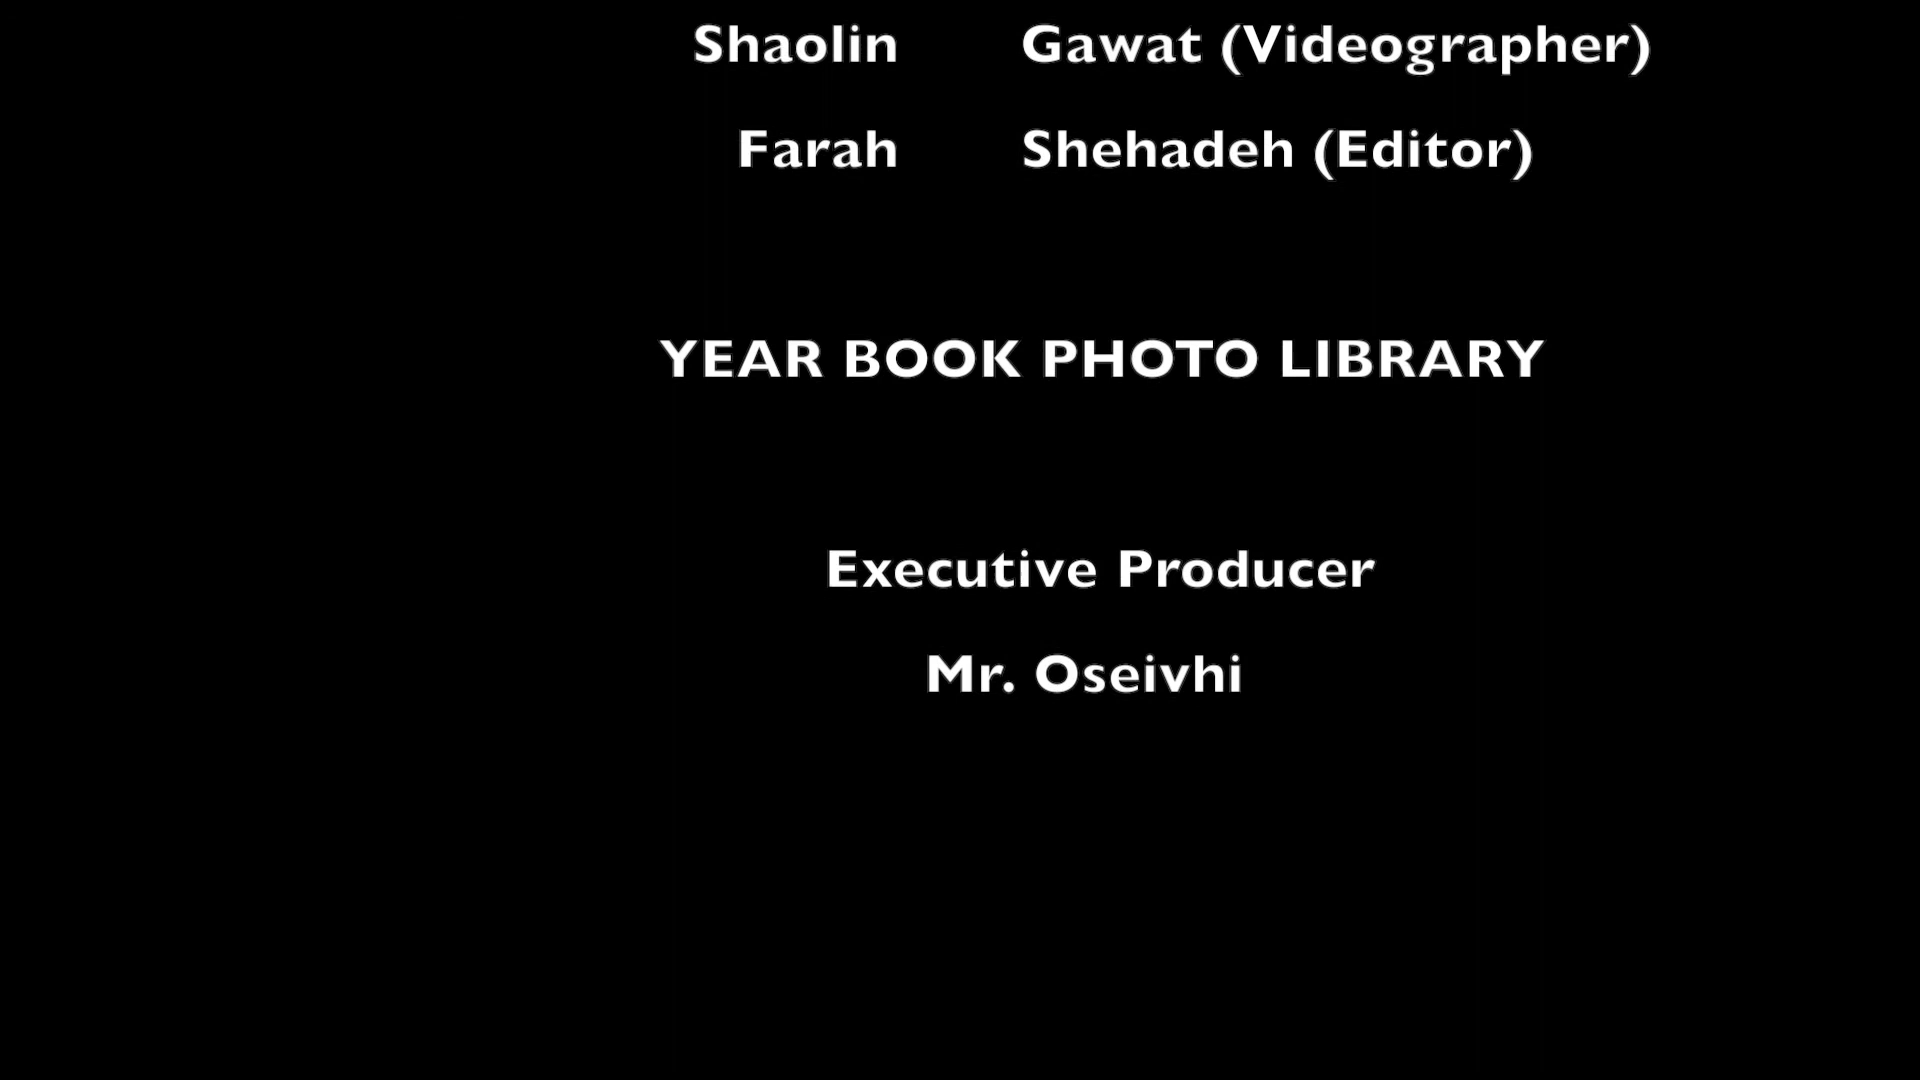 Shaolin Gawat (Videographer)
Farah Shehadeh (Editor)
YEAR BOOK PHOTO LIBRARY
Executive Producer
Mr. Oseivhi